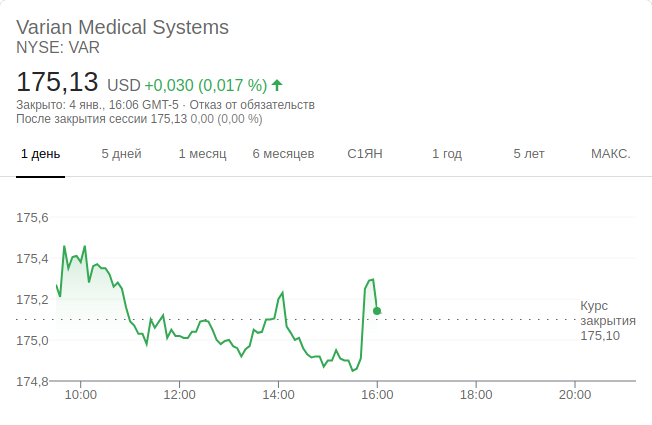 Varian Medical Systems
NYSE: VAR
175,13 USD +0,030 (0,017 %)
Закрыто: 4 янв., 16:06 GMT-5 · Отказ от обязательств
После закрытия сессии 175,13 0,00 (0,00 %)
1 день 5 дней 1 месяц 6 месяцев С1ЯН 1 год 5 лет МАКС.
175,6
175,4
175,2
Курс
закрытия
175,10
175,0
174,8
10:00 12:00 14:00 16:00 18:00 20:00